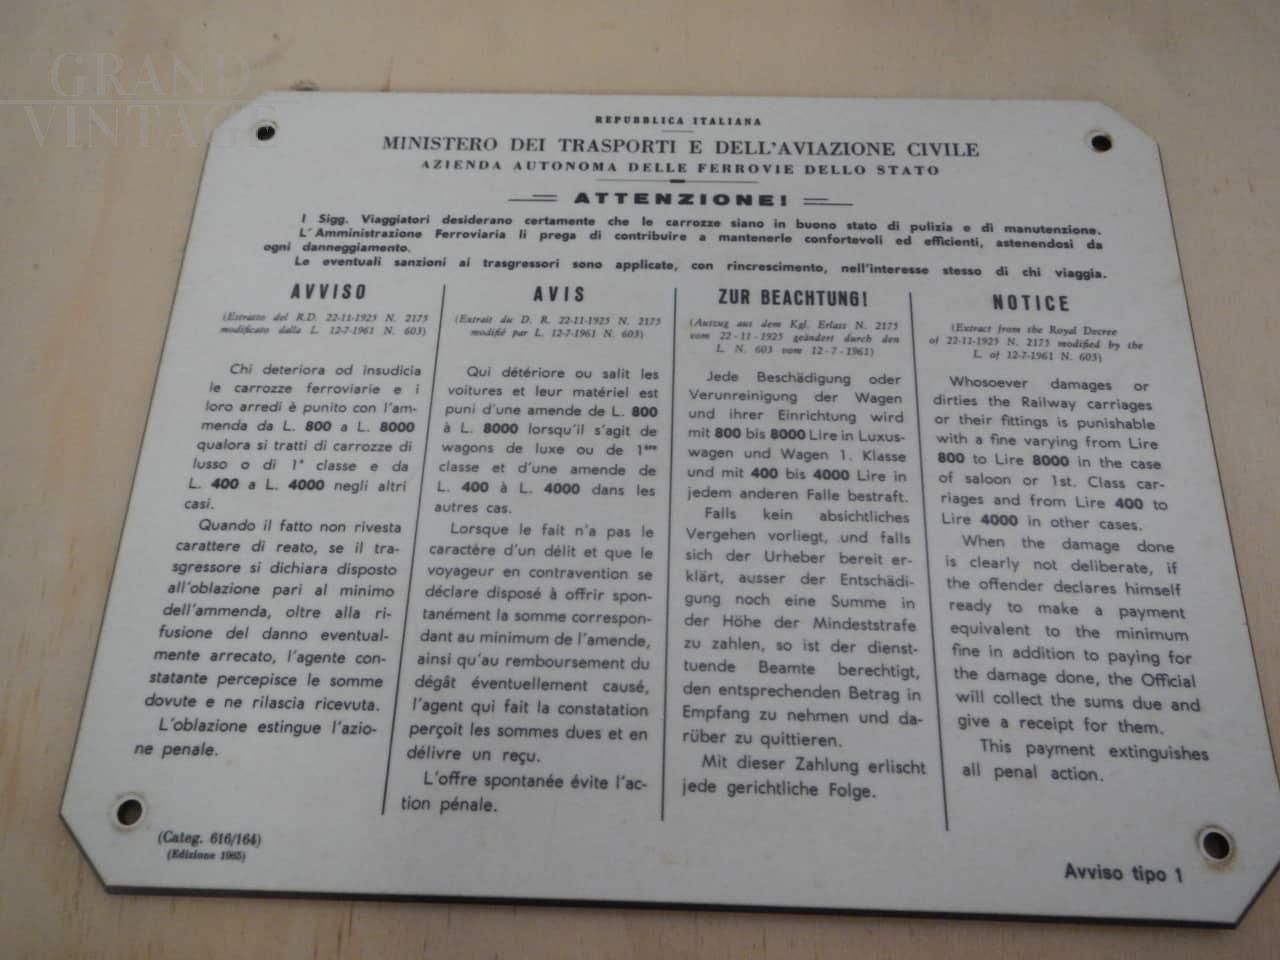 GRAND
VINTAGE
REPUBBLICA ITALIANA
MINISTERO DEI TRASPORTI E DELL'AVIAZIONE CIVILE
AZIENDA AUTONOMA DELLE FERROVIE DELLO STATO
ATTENZIONE!
I Sigg. Viaggiatori desiderano certamente che le carrozze siano in buono stato di pulizia e di manutenzione.
L'Amministrazione Ferroviaria li prega di contribuire a mantenerle confortevoli ed efficienti, astenendosi da
ogni danneggiamento.
Le eventuali sanzioni ai trasgressori sono applicate, con rincrescimento, nell'interesse stesso di chi viaggia.
AVVISO
(Estratto del R.D. 22-11-1925 N. 2175
modificato dalla L. 12-7-1961 N. 603)
Chi deteriora od insudicia
le carrozze ferroviarie e i
loro arredi è punito con l'am-
menda da L. 800 a L. 8000
qualora si tratti di carrozze di
lusso o di 1ª classe e da
L. 400 a L. 4000 negli altri
casi.
Quando il fatto non rivesta
carattere di reato, se il tra-
sgressore si dichiara disposto
all'oblazione pari al minimo
dell'ammenda, oltre alla ri-
fusione del danno eventual-
mente arrecato, l'agente con-
statante percepisce le somme
dovute e ne rilascia ricevuta.
L'oblazione estingue l'azio-
ne penale.
AVIS
(Extrait du D. R. 22-11-1925 N. 2175
modifié par L. 12-7-1961 N. 603)
Qui détériore ou salit les
voitures et leur matériel est
puni d'une amende de L. 800
à L. 8000 lorsqu'il s'agit de
wagons de luxe ou de 1ère
classe et d'une amende de
L. 400 à L. 4000 dans les
autres cas.
Lorsque le fait n'a pas le
caractère d'un délit et que le
voyageur en contravention se
déclare disposé à offrir spon-
tanément la somme correspon-
dant au minimum de l'amende,
ainsi qu'au remboursement du
dégât éventuellement causé,
l'agent qui fait la constatation
perçoit les sommes dues et en
délivre un reçu.
L'offre spontanée évite l'ac-
tion pénale.
ZUR BEACHTUNG!
(Auszug aus dem Kgl. Erlass N. 2175
vom 22-11-1925 geändert durch den
L. N. 603 vom 12-7-1961)
Jede Beschädigung oder
Verunreinigung der Wagen
und ihrer Einrichtung wird
mit 800 bis 8000 Lire in Luxus-
wagen und Wagen 1. Klasse
und mit 400 bis 4000 Lire in
jedem anderen Falle bestraft.
Falls kein absichtliches
Vergehen vorliegt, und falls
sich der Urheber bereit er-
klärt, ausser der Entschädi-
gung noch eine Summe in
der Höhe der Mindeststrafe
zu zahlen, so ist der dienst-
tuende Beamte berechtigt,
den entsprechenden Betrag in
Empfang zu nehmen und da-
rüber zu quittieren.
Mit dieser Zahlung erlischt
jede gerichtliche Folge.
NOTICE
(Extract from the Royal Decree
of 22-11-1925 N. 2175 modified by the
L. of 12-7-1961 N. 603)
Whosoever damages or
dirties the Railway carriages
or their fittings is punishable
with a fine varying from Lire
800 to Lire 8000 in the case
of saloon or 1st. Class car-
riages and from Lire 400 to
Lire 4000 in other cases.
When the damage done
is clearly not deliberate, if
the offender declares himself
ready to make a payment
equivalent to the minimum
fine in addition to paying for
the damage done, the Official
will collect the sums due and
give a receipt for them.
This payment extinguishes
all penal action.
(Categ. 616/164)
(Edizione 1965)
Avviso tipo 1